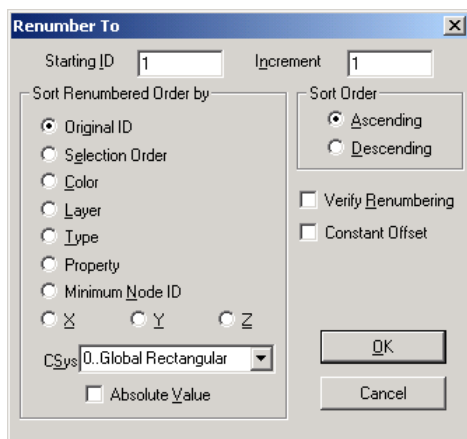 Renumber To
Starting ID 1 Increment 1
Sort Renumbered Order by
Original ID
Selection Order
Color
Layer
Type
Property
Minimum Node ID
X Y Z
CSys 0..Global Rectangular
Absolute Value
Sort Order
Ascending
Descending
Verify Renumbering
Constant Offset
OK
Cancel